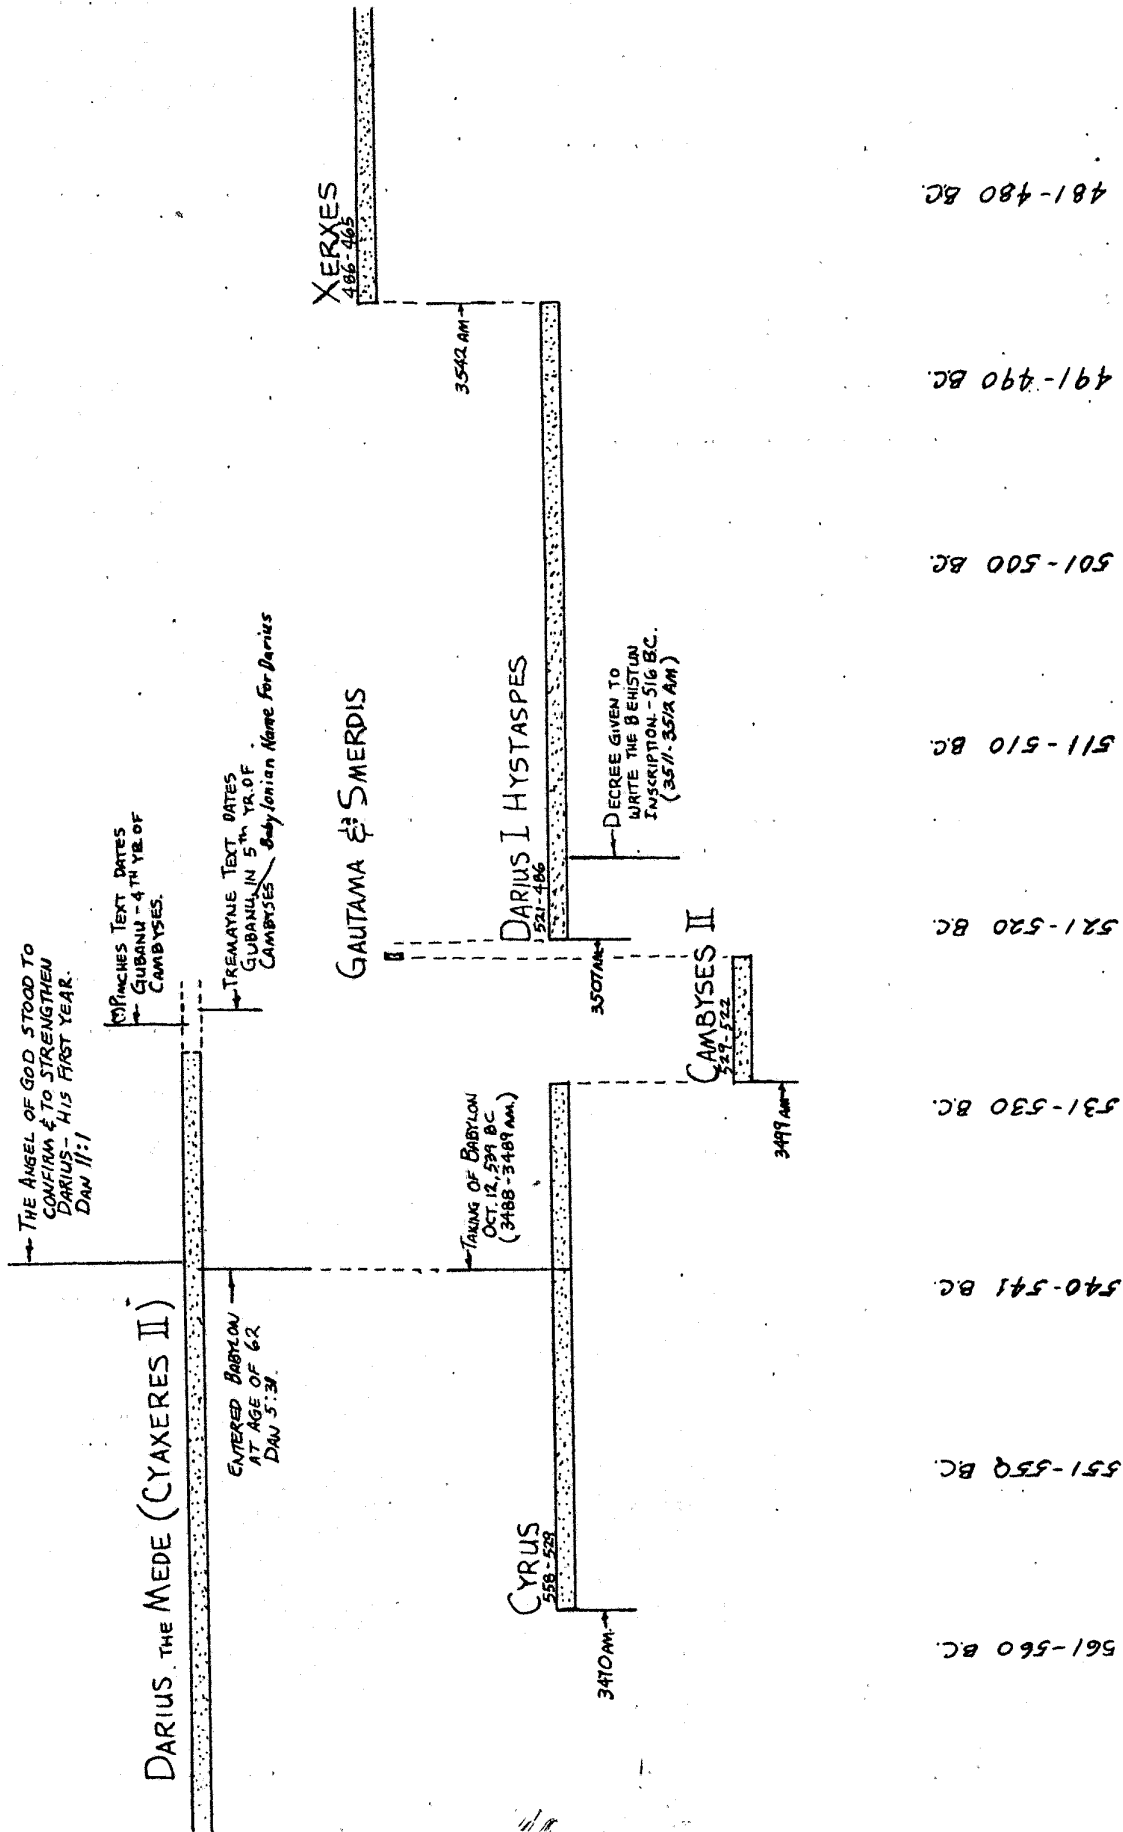 THE ANGEL OF GOD STOOD TO
CONFIRM & TO STRENGTHEN
DARIUS - HIS FIRST YEAR.
DAN 11:1
PINCHES TEXT DATES
GUBANU - 4TH YR OF
CAMBYSES.
DARIUS THE MEDE (CYAXERES II)
TREMAYNE TEXT DATES
GUBANU IN 5th YR. OF
CAMBYSES
Babylonian Name For Darius
ENTERED BABYLON
AT AGE OF 62
DAN 5:31
GAUTAMA & SMERDIS
XERXES
486-465
3542 AM
TAKING OF BABYLON
OCT. 12, 539 BC
(3488-3489 AM.)
CYRUS
558-529
3470 AM.
DARIUS I HYSTASPES
521-486
3507 AM
DECREE GIVEN TO
WRITE THE BEHISTUN
INSCRIPTION - 516 B.C.
(3511-3512 AM)
CAMBYSES II
529-522
3499 AM
561-560 B.C.
551-550 B.C.
540-541 B.C.
531-530 B.C.
521-520 B.C.
511-510 B.C.
501-500 B.C.
491-490 B.C.
481-480 B.C.